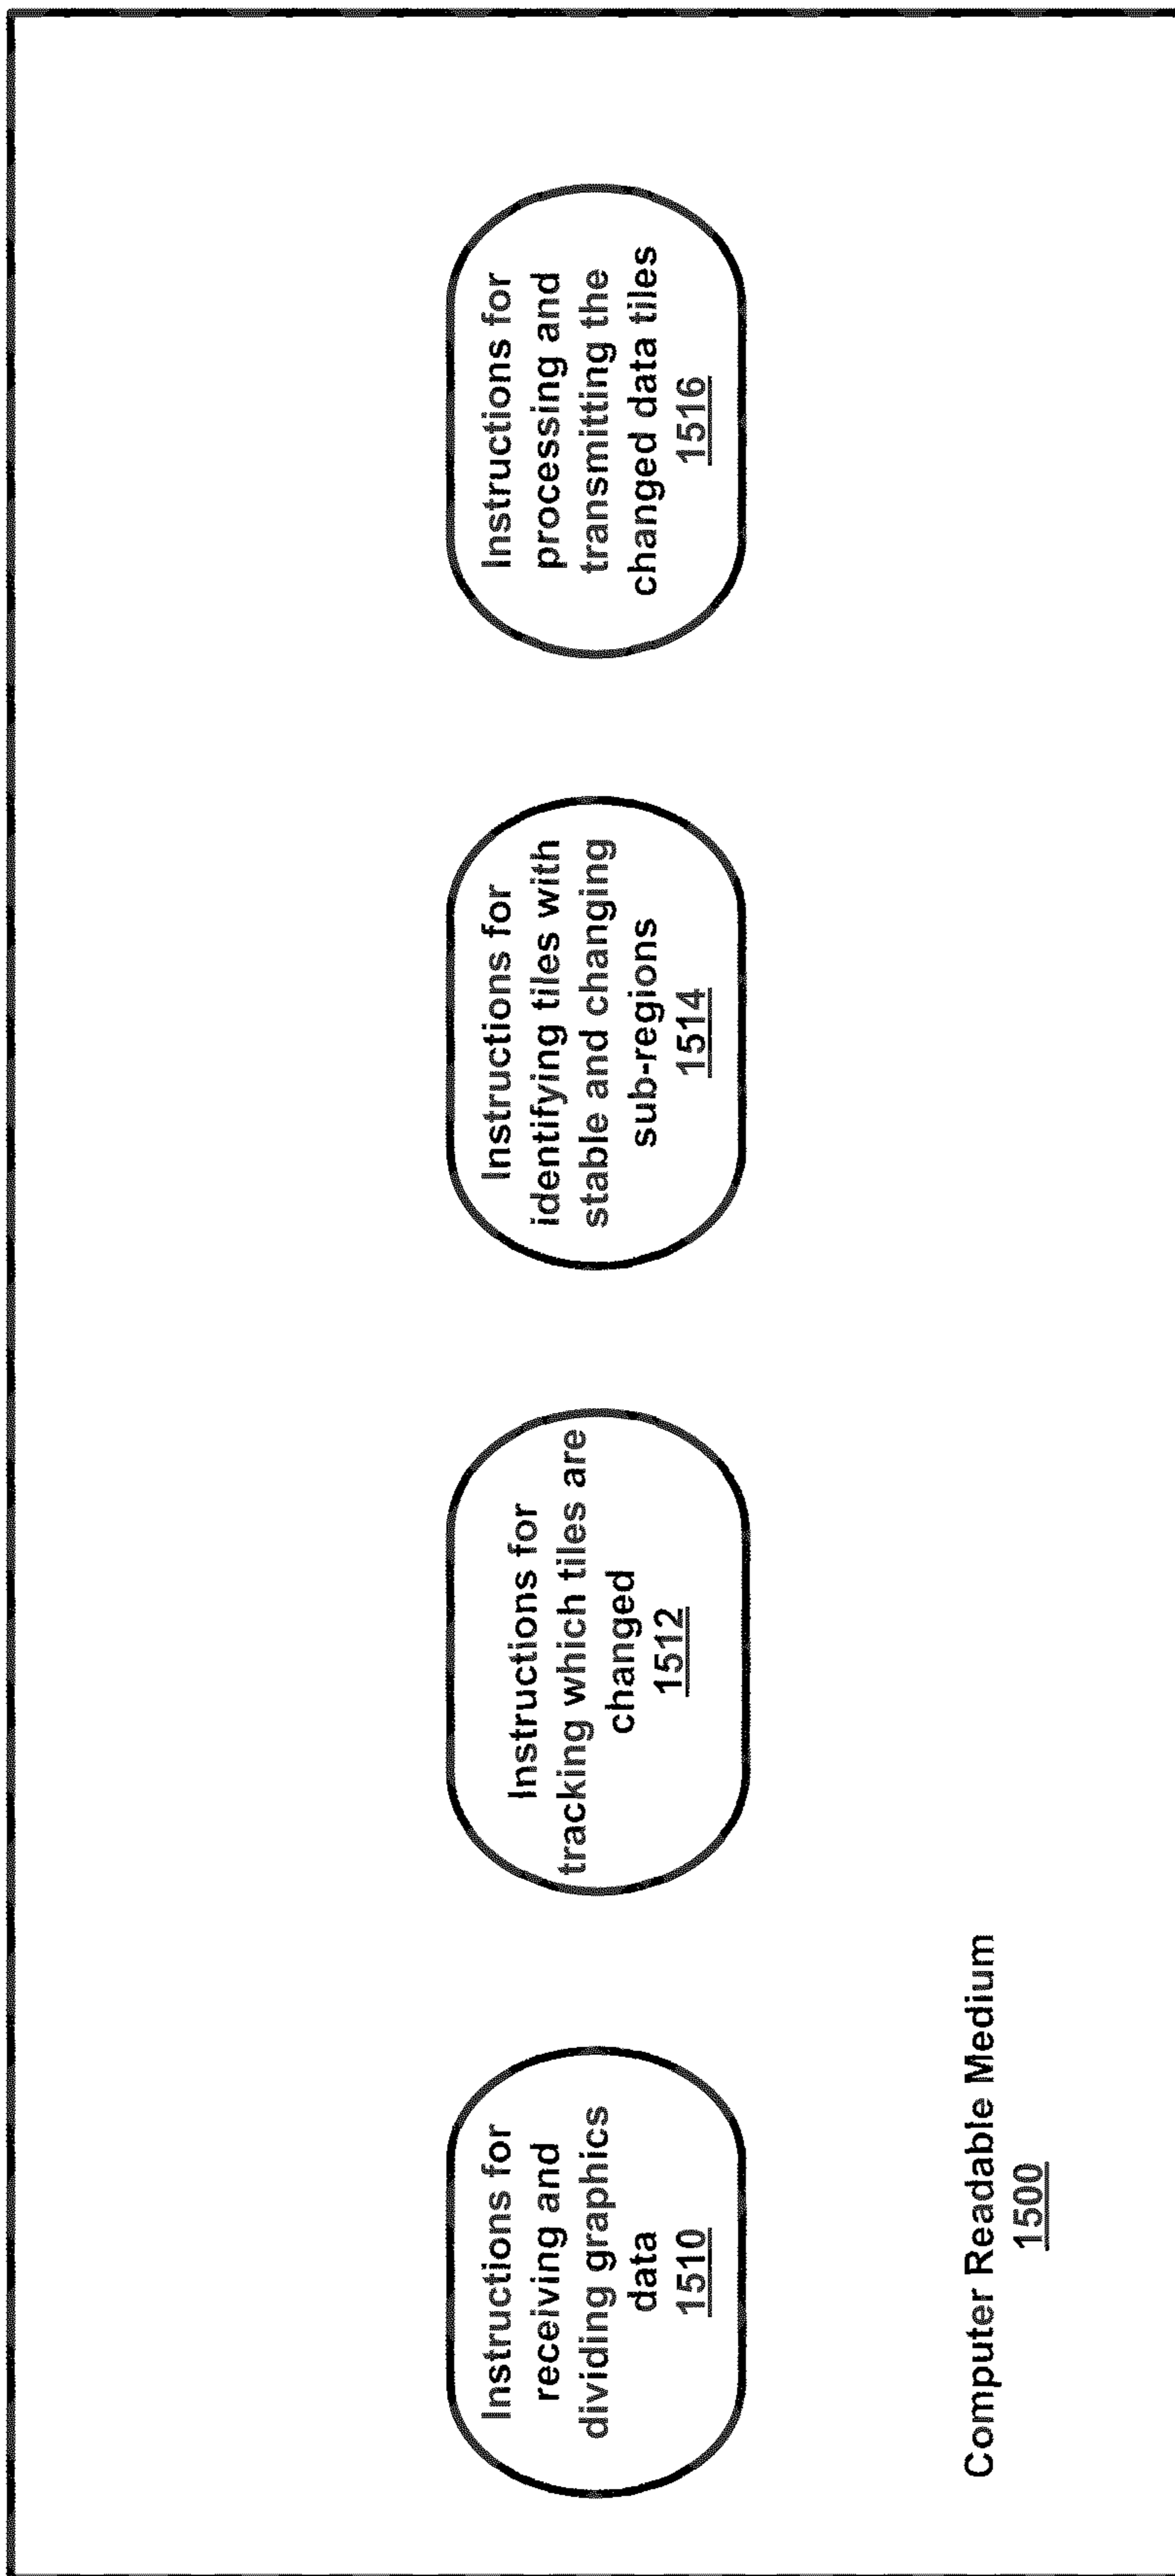 Instructions for
receiving and
dividing graphics
data
1510
Instructions for
tracking which tiles are
changed
1512
Instructions for
identifying tiles with
stable and changing
sub-regions
1514
Instructions for
processing and
transmitting the
changed data tiles
1516
Computer Readable Medium
1500